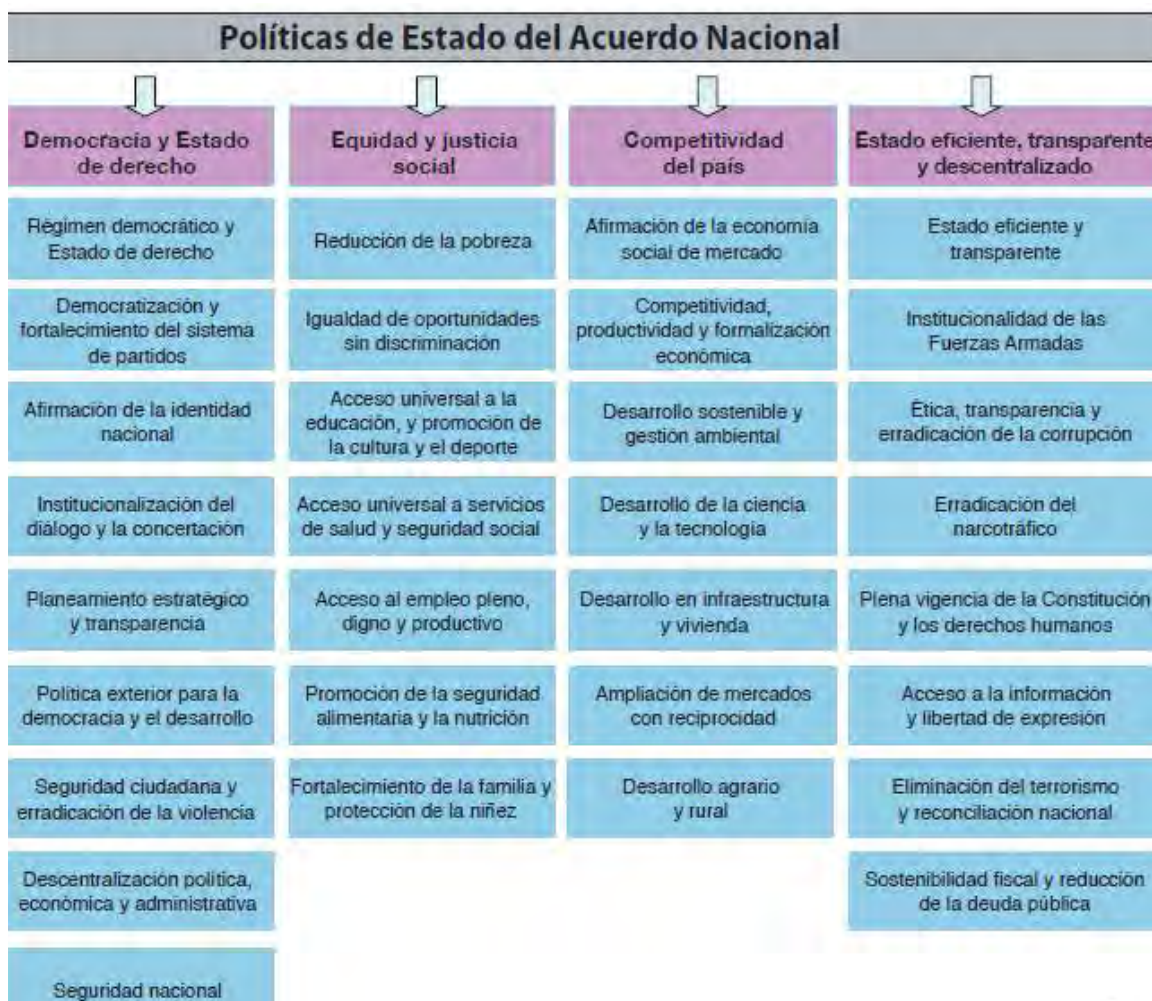 Políticas de Estado del Acuerdo Nacional
Democracia y Estado
de derecho
Régimen democrático y
Estado de derecho
Democratización y
fortalecimiento del sistema
de partidos
Afirmación de la identidad
nacional
Institucionalización del
diálogo y la concertación
Planeamiento estratégico
y transparencia
Política exterior para la
democracia y el desarrollo
Seguridad ciudadana y
erradicación de la violencia
Descentralización política,
económica y administrativa
Seguridad nacional
Equidad y justicia
social
Reducción de la pobreza
Igualdad de oportunidades
sin discriminación
Acceso universal a la
educación, y promoción de
la cultura y el deporte
Acceso universal a servicios
de salud y seguridad social
Acceso al empleo pleno,
digno y productivo
Promoción de la seguridad
alimentaria y la nutrición
Fortalecimiento de la familia y
protección de la niñez
Competitividad
del país
Afirmación de la economía
social de mercado
Competitividad,
productividad y formalización
económica
Desarrollo sostenible y
gestión ambiental
Desarrollo de la ciencia
y la tecnología
Desarrollo en infraestructura
y vivienda
Ampliación de mercados
con reciprocidad
Desarrollo agrario
y rural
Estado eficiente, transparente
y descentralizado
Estado eficiente y
transparente
Institucionalidad de las
Fuerzas Armadas
Ética, transparencia y
erradicación de la corrupción
Erradicación del
narcotráfico
Plena vigencia de la Constitución
y los derechos humanos
Acceso a la información
y libertad de expresión
Eliminación del terrorismo
y reconciliación nacional
Sostenibilidad fiscal y reducción
de la deuda pública